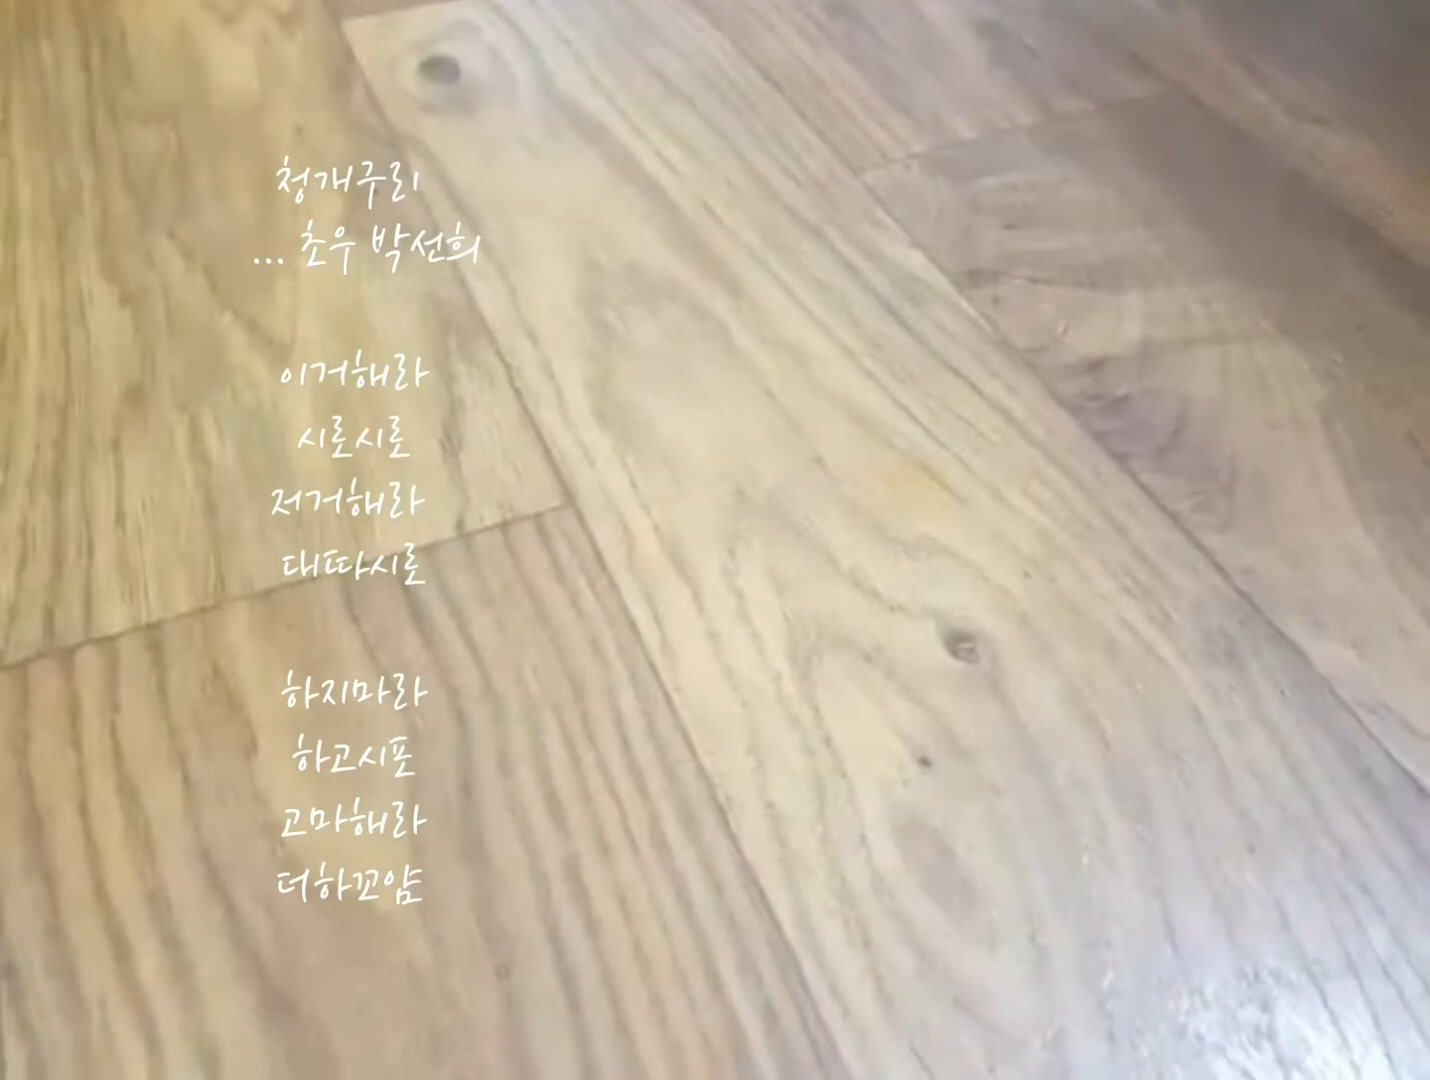 청개구리
... 초우 박선희
이거해라
시로시로
저거해라
대따시로
하지마라
하고시포
고마해라
더하꼬얌